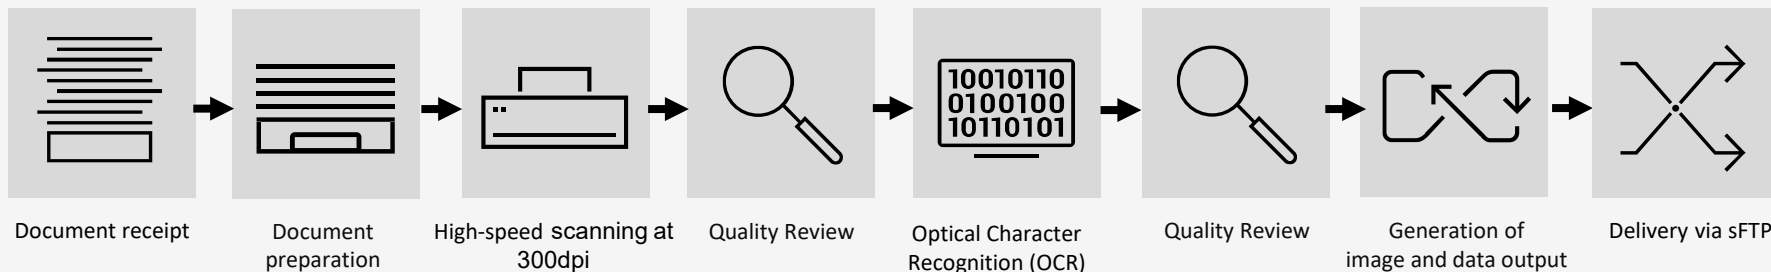 10010110
0100100
10110101
Document receipt
Document
preparation
High-speed scanning at
300dpi
Quality Review
Optical Character
Recognition (OCR)
Quality Review
Generation of
image and data output
Delivery via sFTP